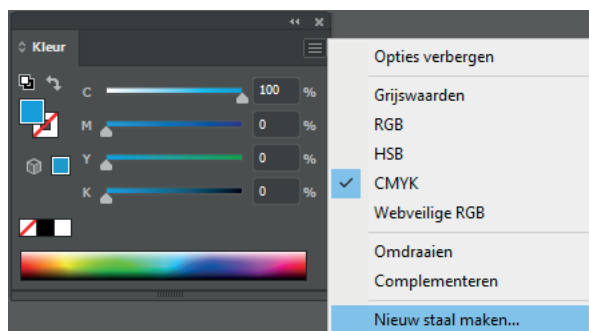 Kleur
C 100 %
M 0 %
Y 0 %
K 0 %
Opties verbergen
Grijswaarden
RGB
HSB
CMYK
Webveilige RGB
Omdraaien
Complementeren
Nieuw staal maken...